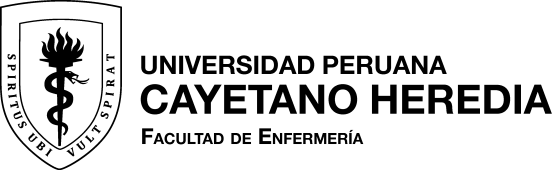 SPIRITUS UBI VULT SPIRAT
UNIVERSIDAD PERUANA
CAYETANO HEREDIA
FACULTAD DE ENFERMERÍA